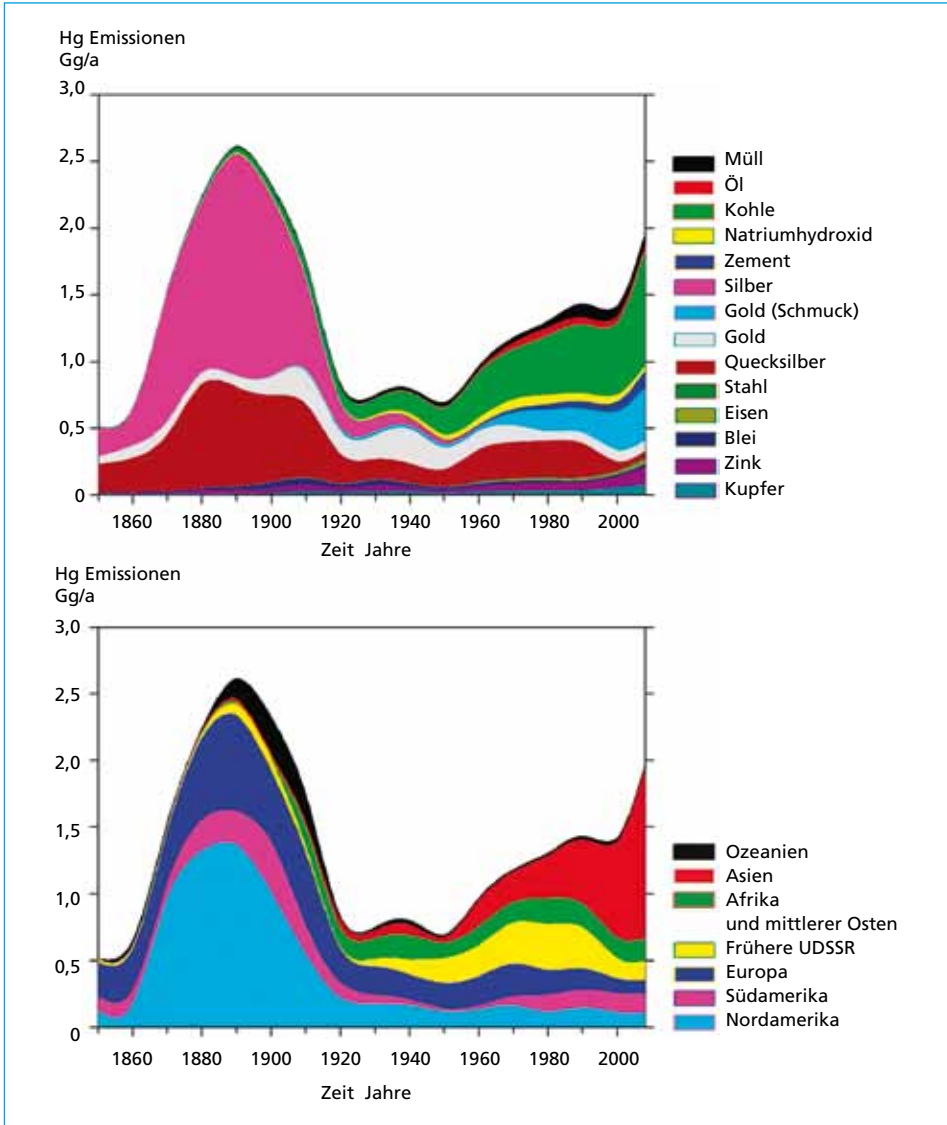 Hg Emissionen
Gg/a
3,0
2,5
2,0
1,5
1,0
0,5
0
1860 1880 1900 1920 1940 1960 1980 2000
Zeit Jahre
Müll
Öl
Kohle
Natriumhydroxid
Zement
Silber
Gold (Schmuck)
Gold
Quecksilber
Stahl
Eisen
Blei
Zink
Kupfer
Hg Emissionen
Gg/a
3,0
2,5
2,0
1,5
1,0
0,5
0
1860 1880 1900 1920 1940 1960 1980 2000
Zeit Jahre
Ozeanien
Asien
Afrika
und mittlerer Osten
Frühere UDSSR
Europa
Südamerika
Nordamerika